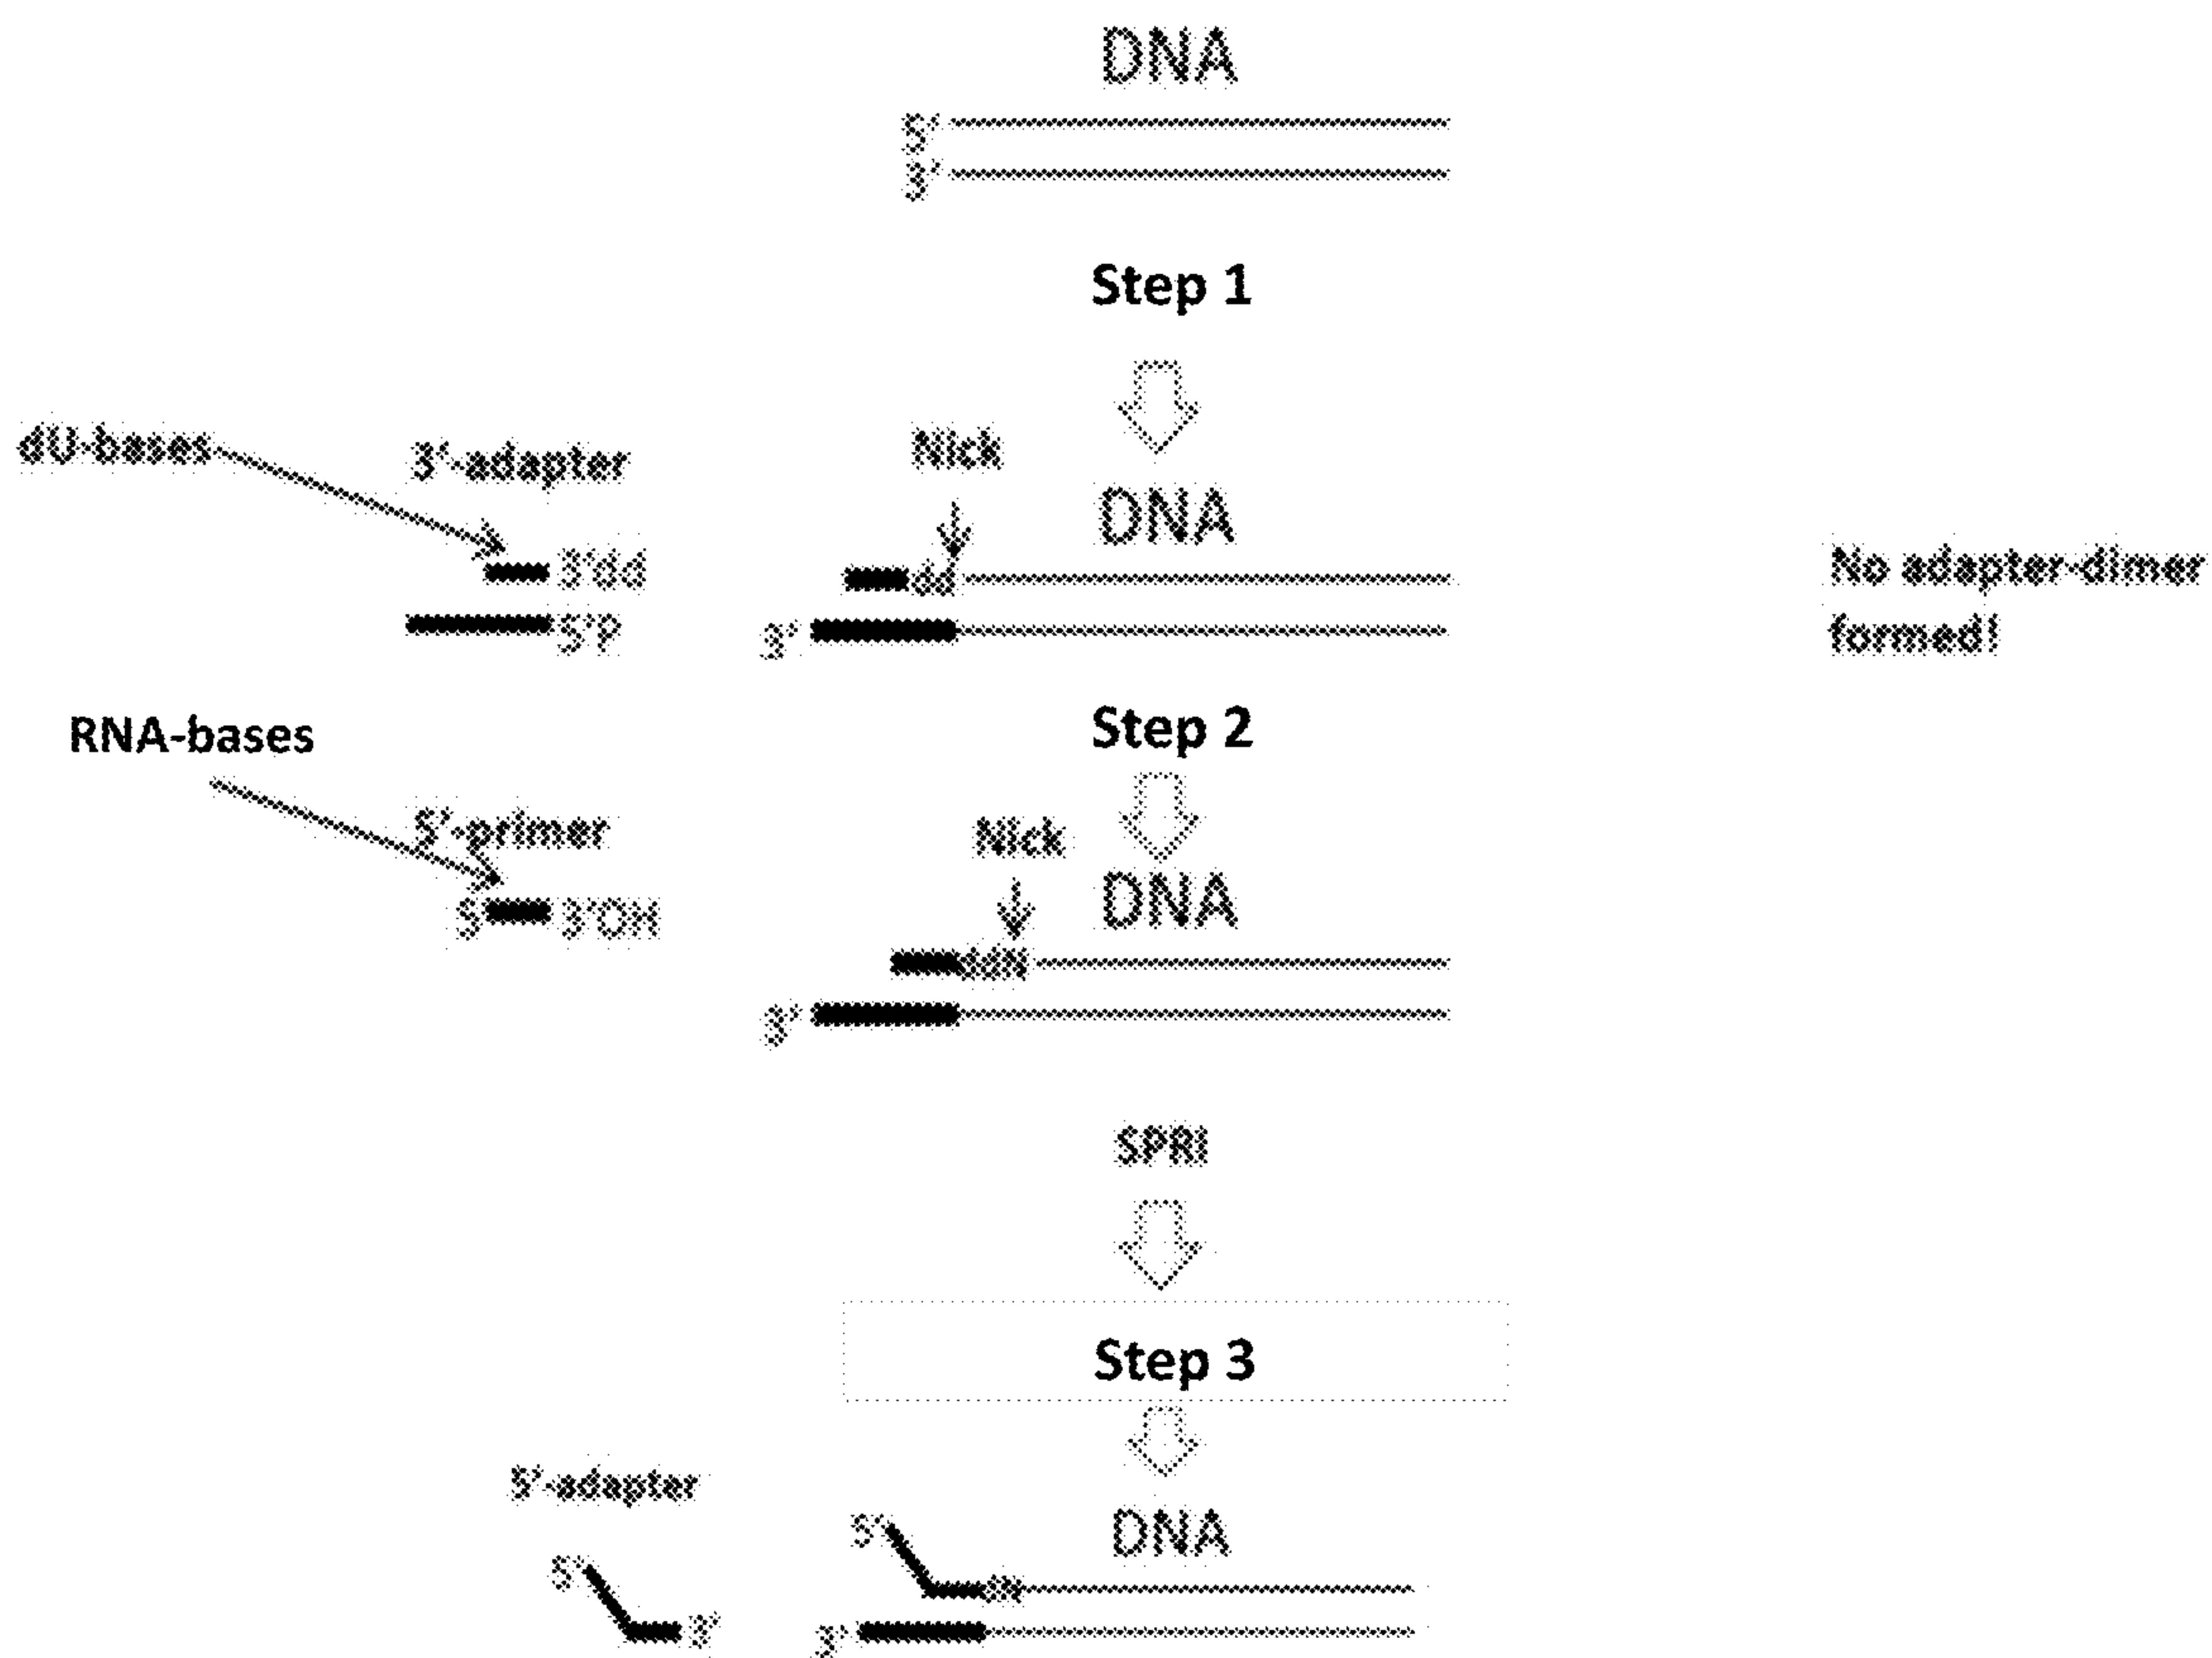 DNA
5'
3'
Step 1
dU-bases
3'-adapter
Nick
DNA
3'dd
dd
No adapter-dimer
formed!
5'P
3'
RNA-bases
Step 2
5'-primer
Nick
DNA
5'
3'OH
3'
SPRI
Step 3
5'-adapter
5'
DNA
5'
3'
3'